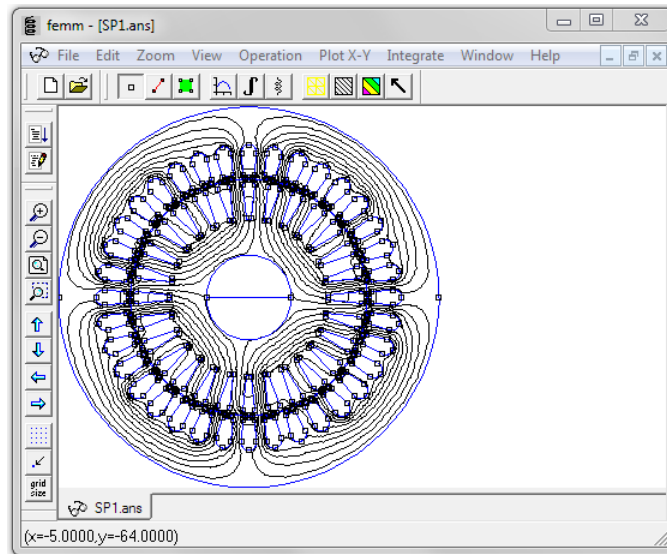 femm - [SP1.ans]
File Edit Zoom View Operation Plot X-Y Integrate Window Help
grid
size
SP1.ans
(x=-5.0000,y=-64.0000)